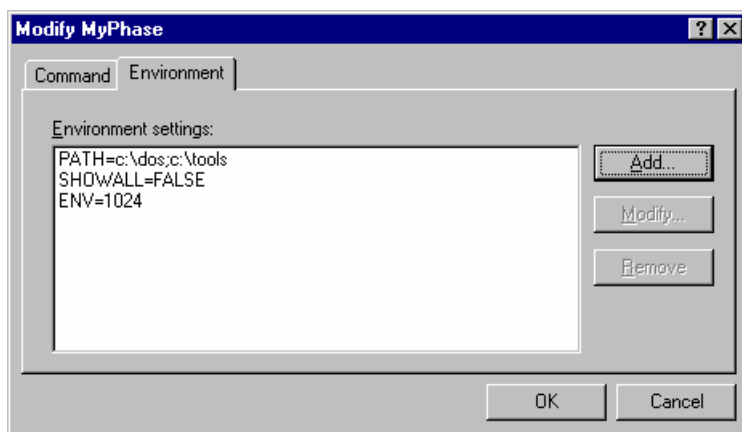 Modify MyPhase
Command Environment
Environment settings:
PATH=c:\dos;c:\tools
SHOWALL=FALSE
ENV=1024
Add...
Modify...
Remove
OK Cancel